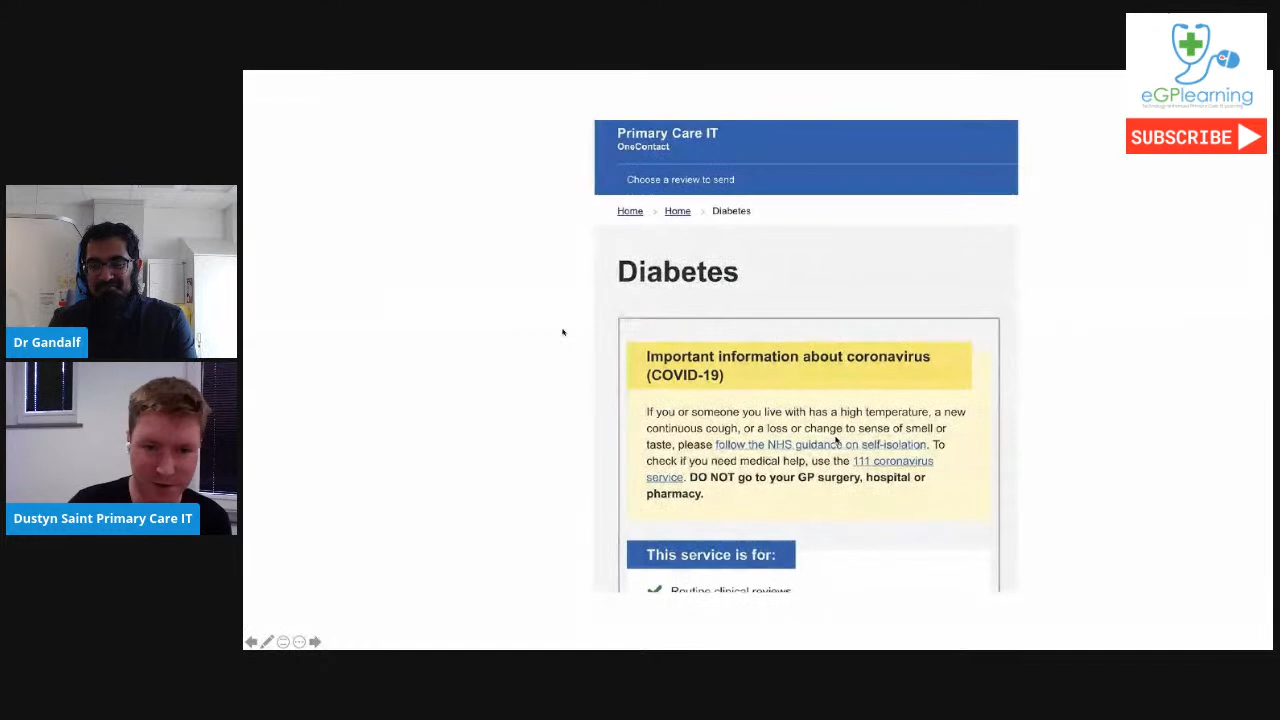 eGPlearning
SUBSCRIBE
Primary Care IT
OneContact
Choose a review to send
Home > Home > Diabetes
Diabetes
Important information about coronavirus
(COVID-19)
If you or someone you live with has a high temperature, a new
continuous cough, or a loss or change to sense of smell or
taste, please follow the NHS guidance on self-isolation. To
check if you need medical help, use the 111 coronavirus
service. DO NOT go to your GP surgery, hospital or
pharmacy.
This service is for:
Routine clinical reviews
Dr Gandalf
Dustyn Saint Primary Care IT